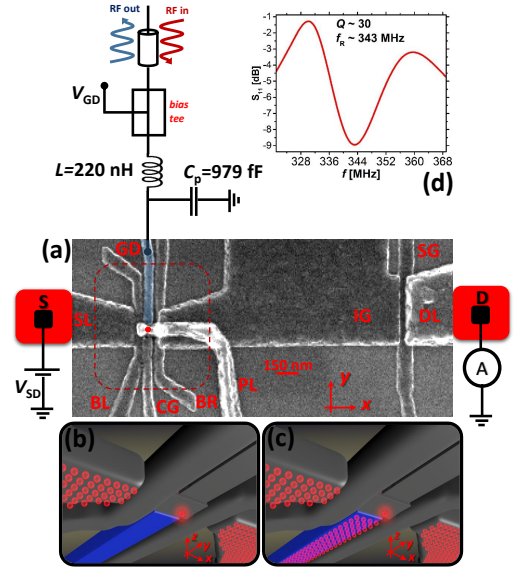 RF out RF in
V_GD
bias
tee
L=220 nH
C_p=979 fF
Q ~ 30
f_R ~ 343 MHz
S_11 [dB]
-1
-2
-3
-4
-5
-6
-7
-8
-9
328 336 344 352 360 368
f [MHz]
(d)
(a)
GD
SG
S
SL
IG
DL
D
150 nm
BL
CG
BR
PL
y
x
V_SD
A
(b)
z
y
x
(c)
z
y
x